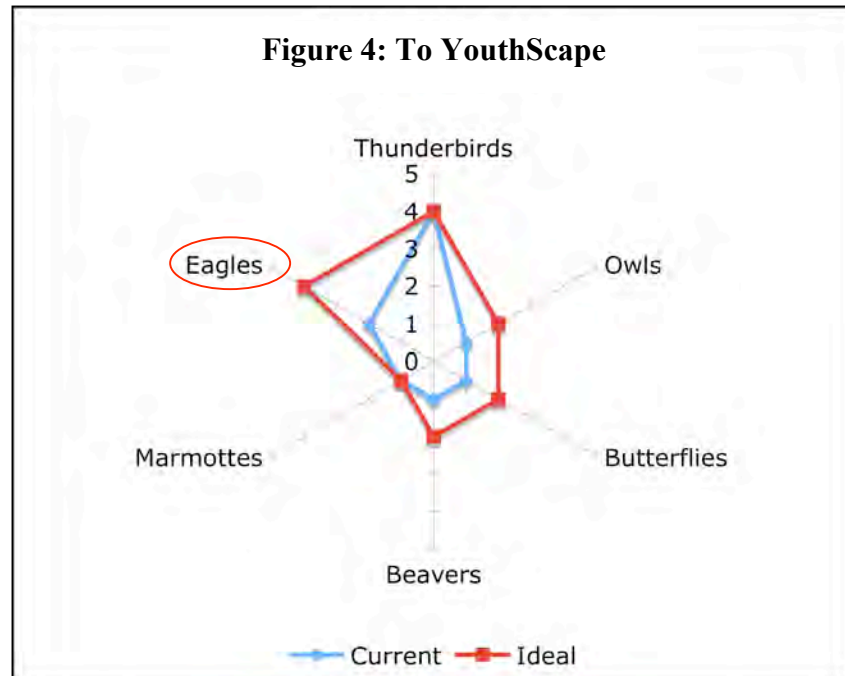 Figure 4: To YouthScape
Thunderbirds
5
4
3
2
1
0
Eagles
Owls
Marmottes
Butterflies
Beavers
Current
Ideal